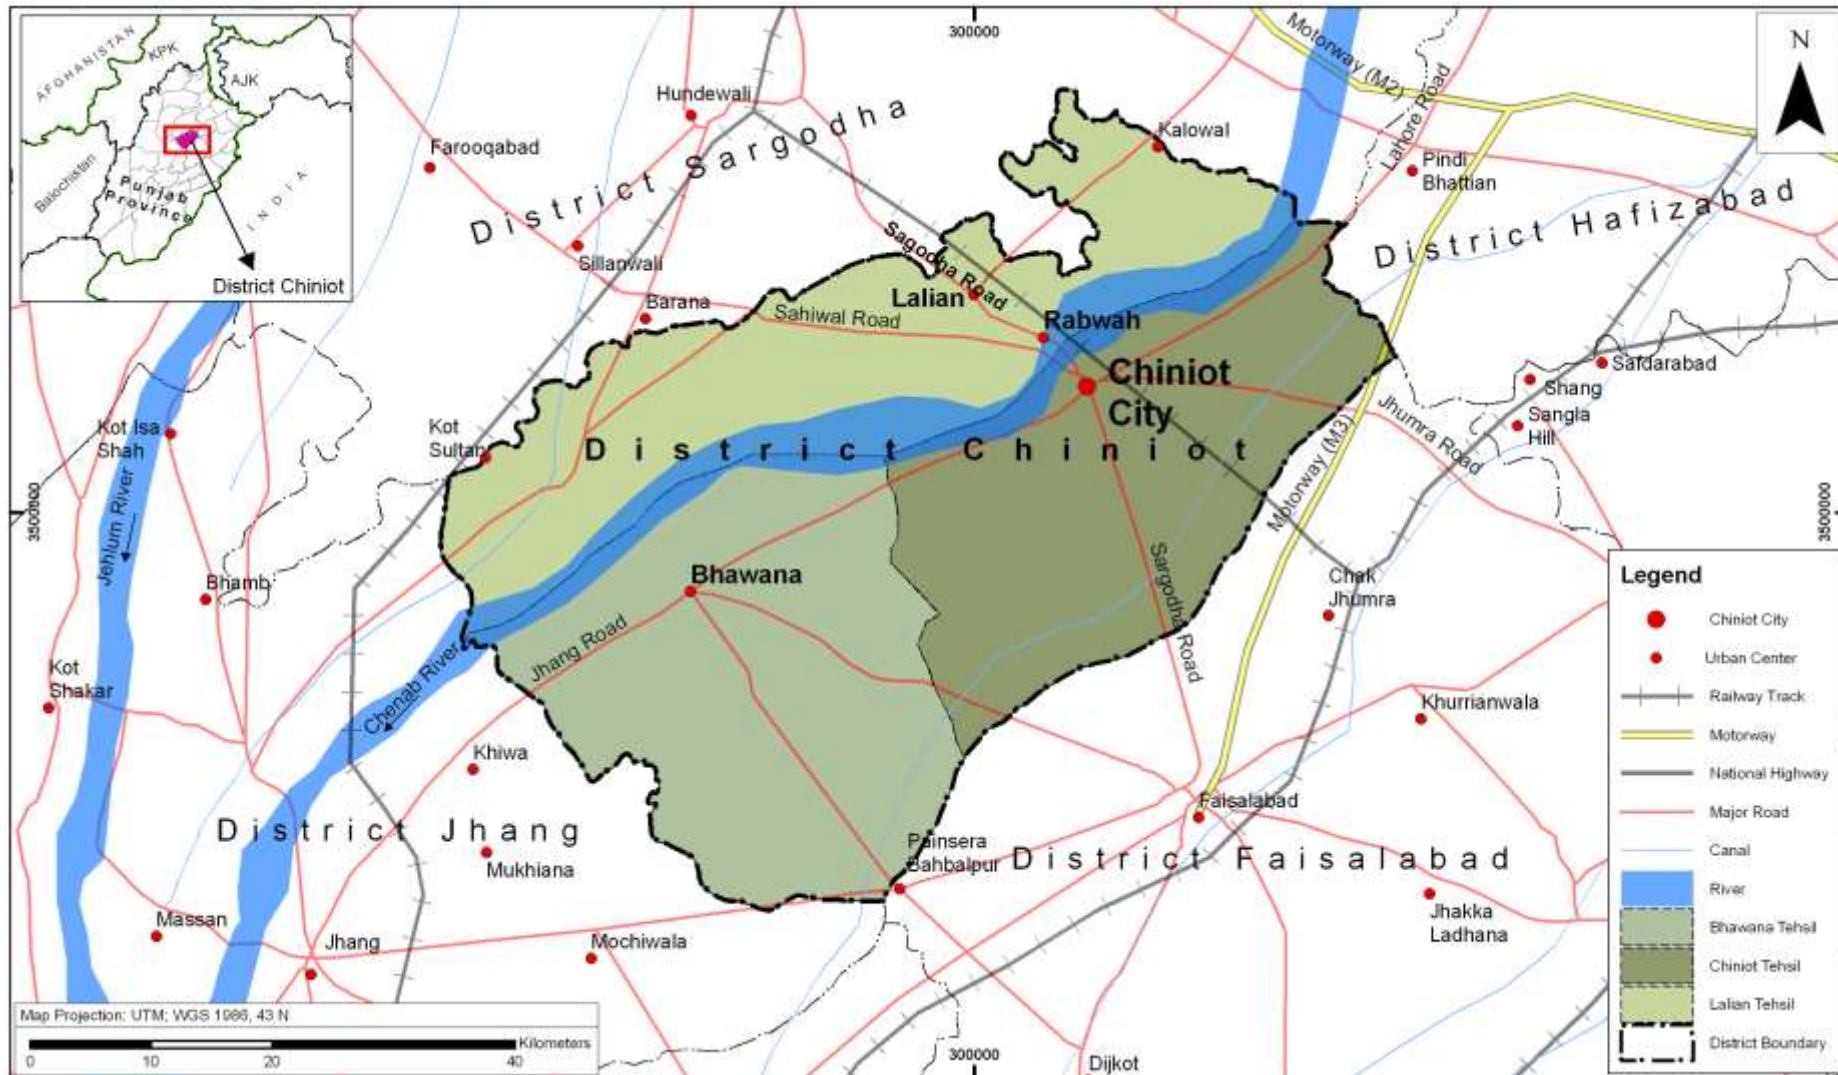 AFGHANISTAN
KPK
AJK
Balochistan
Punjab
Province
INDIA
District Chiniot
300000
N
Motorway (M2)
Lahore Road
Hundewali
Farooqabad
District Sargodha
Kalowal
Pindi
Bhattian
District Hafizabad
Sillanwali
Sagodha Road
Lalian
Barana
Sahiwal Road
Rabwah
Chiniot
City
Safdarabad
Shang
Sangla
Hill
Jhumra Road
Motorway (M3)
Kot Isa
Shah
Kot
Sultan
District Chiniot
3500000
3500000
Jehlum River
Bhamb
Bhawana
Sargodha Road
Chak
Jhumra
Jhang Road
Chenab River
Kot
Shakar
Khiwa
Khurrianwala
Faisalabad
District Jhang
Mukhiana
Painsera
Bahbalpur
District Faisalabad
Jhakka
Ladhana
Massan
Jhang
Mochiwala
Dijkot
300000
Map Projection: UTM; WGS 1986, 43 N
Kilometers
0 10 20 40
Legend
Chiniot City
Urban Center
Railway Track
Motorway
National Highway
Major Road
Canal
River
Bhawana Tehsil
Chiniot Tehsil
Lalian Tehsil
District Boundary